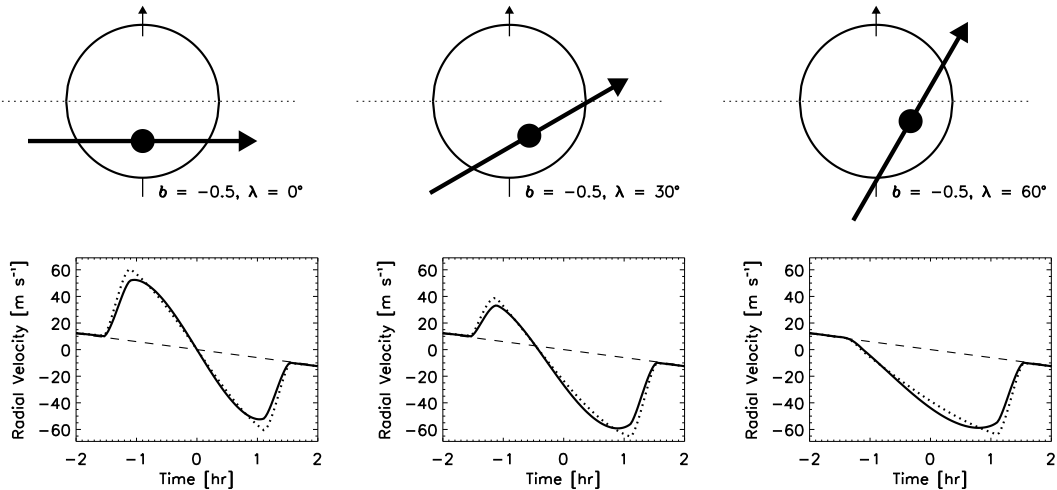 b = −0.5, λ = 0°
b = −0.5, λ = 30°
b = −0.5, λ = 60°
Radial Velocity [m s⁻¹]
60
40
20
0
−20
−40
−60
−2 −1 0 1 2
Time [hr]
Radial Velocity [m s⁻¹]
60
40
20
0
−20
−40
−60
−2 −1 0 1 2
Time [hr]
Radial Velocity [m s⁻¹]
60
40
20
0
−20
−40
−60
−2 −1 0 1 2
Time [hr]